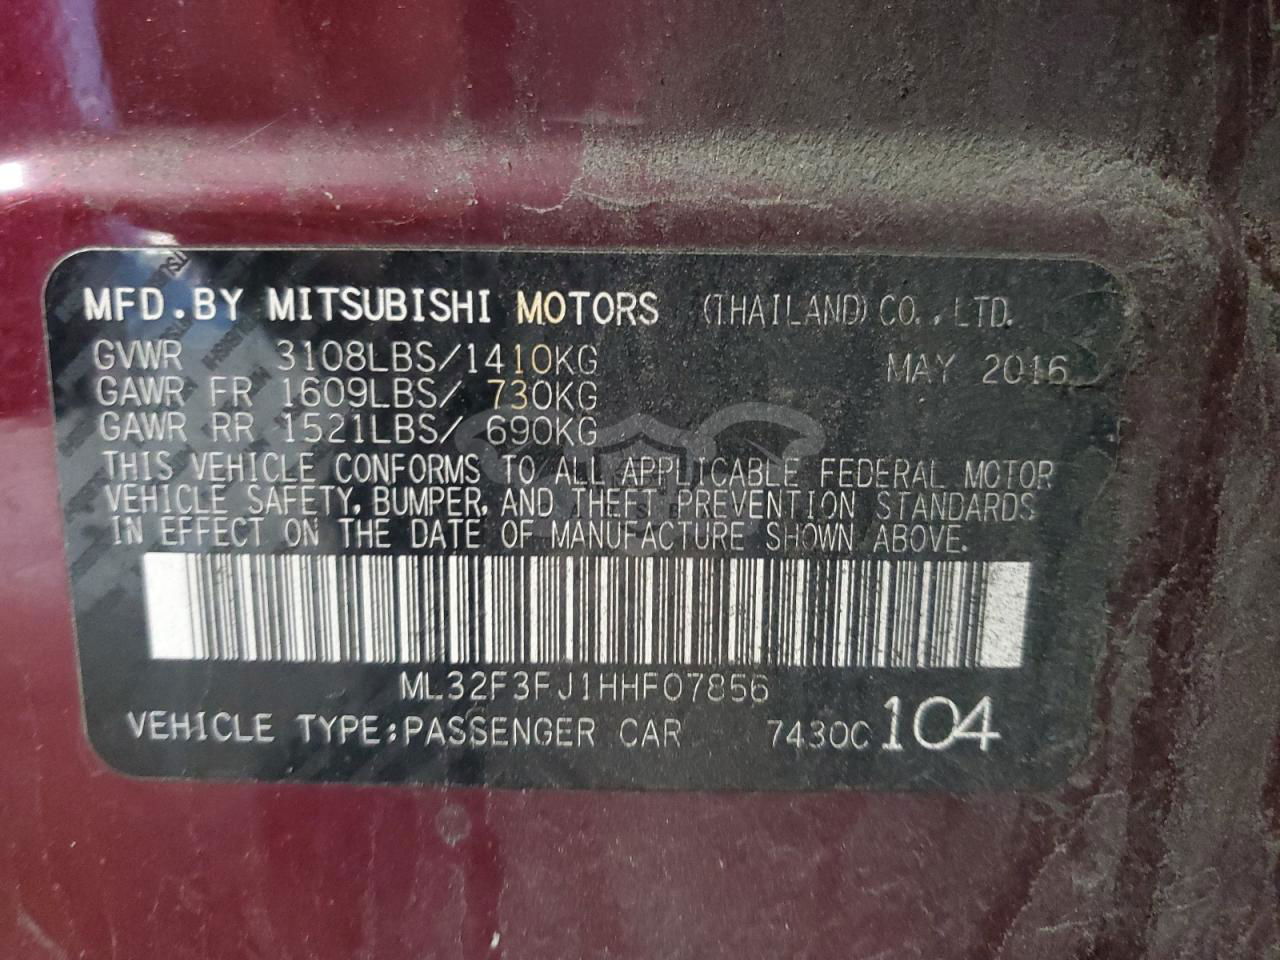 MFD.BY MITSUBISHI MOTORS (THAILAND) CO.,LTD.
GVWR 3108LBS/1410KG MAY 2016
GAWR FR 1609LBS/ 730KG
GAWR RR 1521LBS/ 690KG
THIS VEHICLE CONFORMS TO ALL APPLICABLE FEDERAL MOTOR
VEHICLE SAFETY, BUMPER, AND THEFT PREVENTION STANDARDS
IN EFFECT ON THE DATE OF MANUFACTURE SHOWN ABOVE.
ML32F3FJ1HHF07856
VEHICLE TYPE:PASSENGER CAR 7430C 104